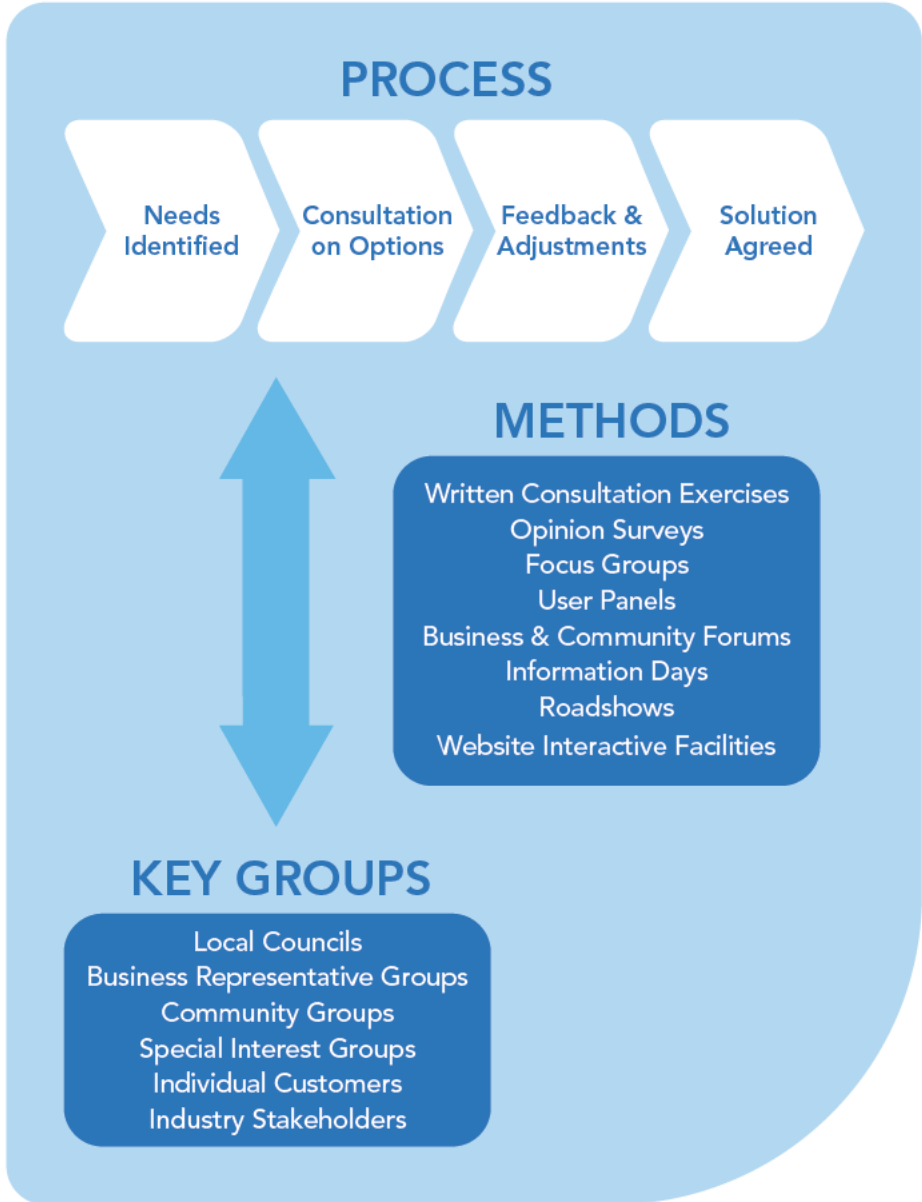 PROCESS
Needs
Identified
Consultation
on Options
Feedback &
Adjustments
Solution
Agreed
METHODS
Written Consultation Exercises
Opinion Surveys
Focus Groups
User Panels
Business & Community Forums
Information Days
Roadshows
Website Interactive Facilities
KEY GROUPS
Local Councils
Business Representative Groups
Community Groups
Special Interest Groups
Individual Customers
Industry Stakeholders